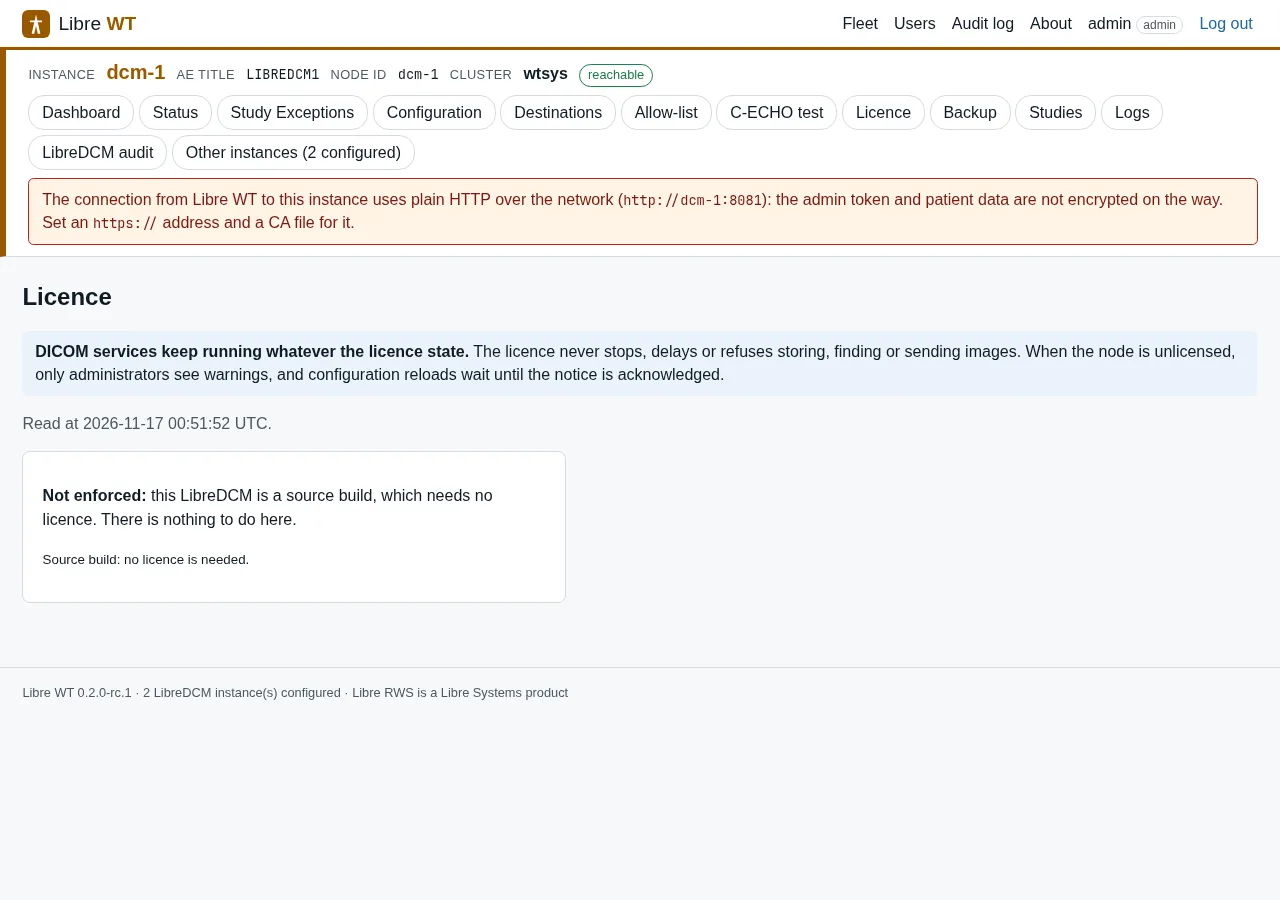 Libre WT
Fleet Users Audit log About admin admin Log out
INSTANCE dcm-1 AE TITLE LIBREDCM1 NODE ID dcm-1 CLUSTER wtsys reachable
Dashboard Status Study Exceptions Configuration Destinations Allow-list C-ECHO test Licence Backup Studies Logs
LibreDCM audit Other instances (2 configured)
The connection from Libre WT to this instance uses plain HTTP over the network (http://dcm-1:8081): the admin token and patient data are not encrypted on the way.
Set an https:// address and a CA file for it.
Licence
DICOM services keep running whatever the licence state. The licence never stops, delays or refuses storing, finding or sending images. When the node is unlicensed,
only administrators see warnings, and configuration reloads wait until the notice is acknowledged.
Read at 2026-11-17 00:51:52 UTC.
Not enforced: this LibreDCM is a source build, which needs no
licence. There is nothing to do here.
Source build: no licence is needed.
Libre WT 0.2.0-rc.1 · 2 LibreDCM instance(s) configured · Libre RWS is a Libre Systems product